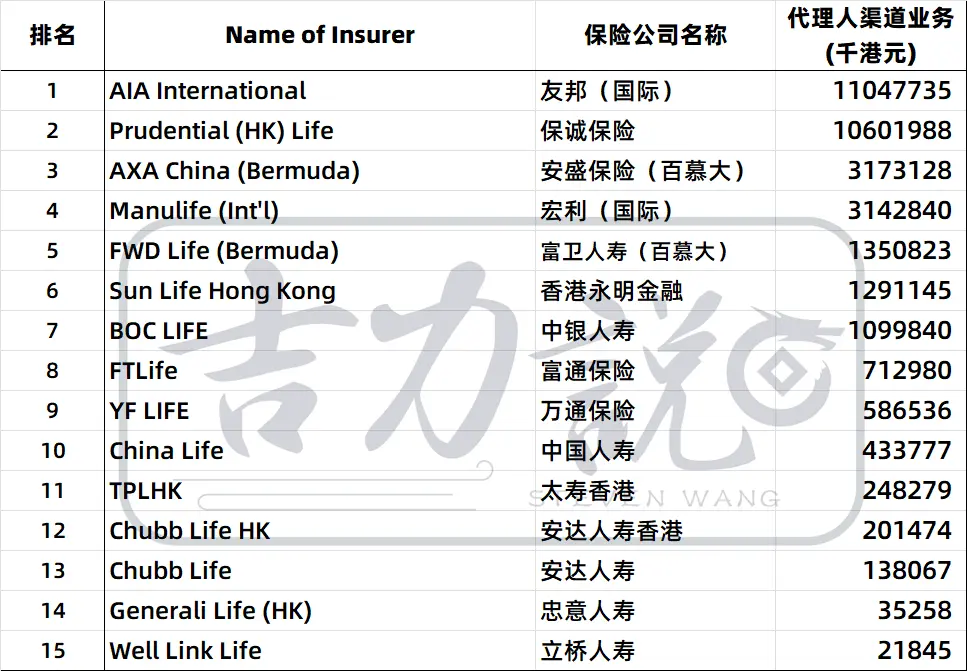 排名 Name of Insurer 保险公司名称 代理人渠道业务
(千港元)
1 AIA International 友邦（国际） 11047735
2 Prudential (HK) Life 保诚保险 10601988
3 AXA China (Bermuda) 安盛保险（百慕大） 3173128
4 Manulife (Int'l) 宏利（国际） 3142840
5 FWD Life (Bermuda) 富卫人寿（百慕大） 1350823
6 Sun Life Hong Kong 香港永明金融 1291145
7 BOC LIFE 中银人寿 1099840
8 FTLife 富通保险 712980
9 YF LIFE 万通保险 586536
10 China Life 中国人寿 433777
11 TPLHK 太寿香港 248279
12 Chubb Life HK 安达人寿香港 201474
13 Chubb Life 安达人寿 138067
14 Generali Life (HK) 忠意人寿 35258
15 Well Link Life 立桥人寿 21845
吉力説
STEVEN WANG